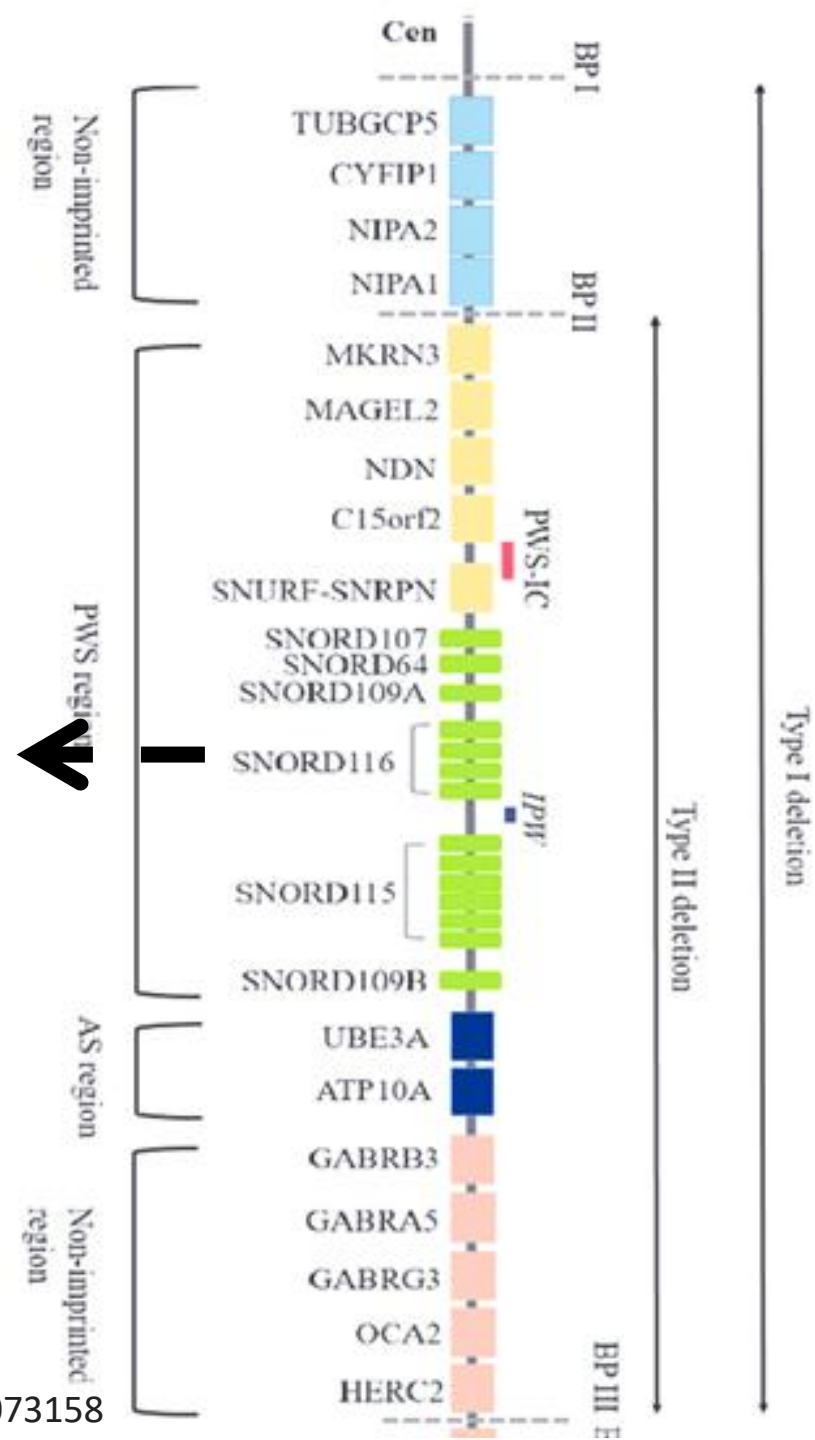 Cen
BP I
TUBGCP5
CYFIP1
NIPA2
NIPA1
Non-imprinted
region
BP II
MKRN3
MAGEL2
NDN
C15orf2
PWS-IC
SNURF-SNRPN
SNORD107
SNORD64
SNORD109A
SNORD116
IPW
SNORD115
SNORD109B
PWS region
UBE3A
ATP10A
AS region
GABRB3
GABRA5
GABRG3
OCA2
HERC2
Non-imprinted
region
BP III
Type II deletion
Type I deletion
073158